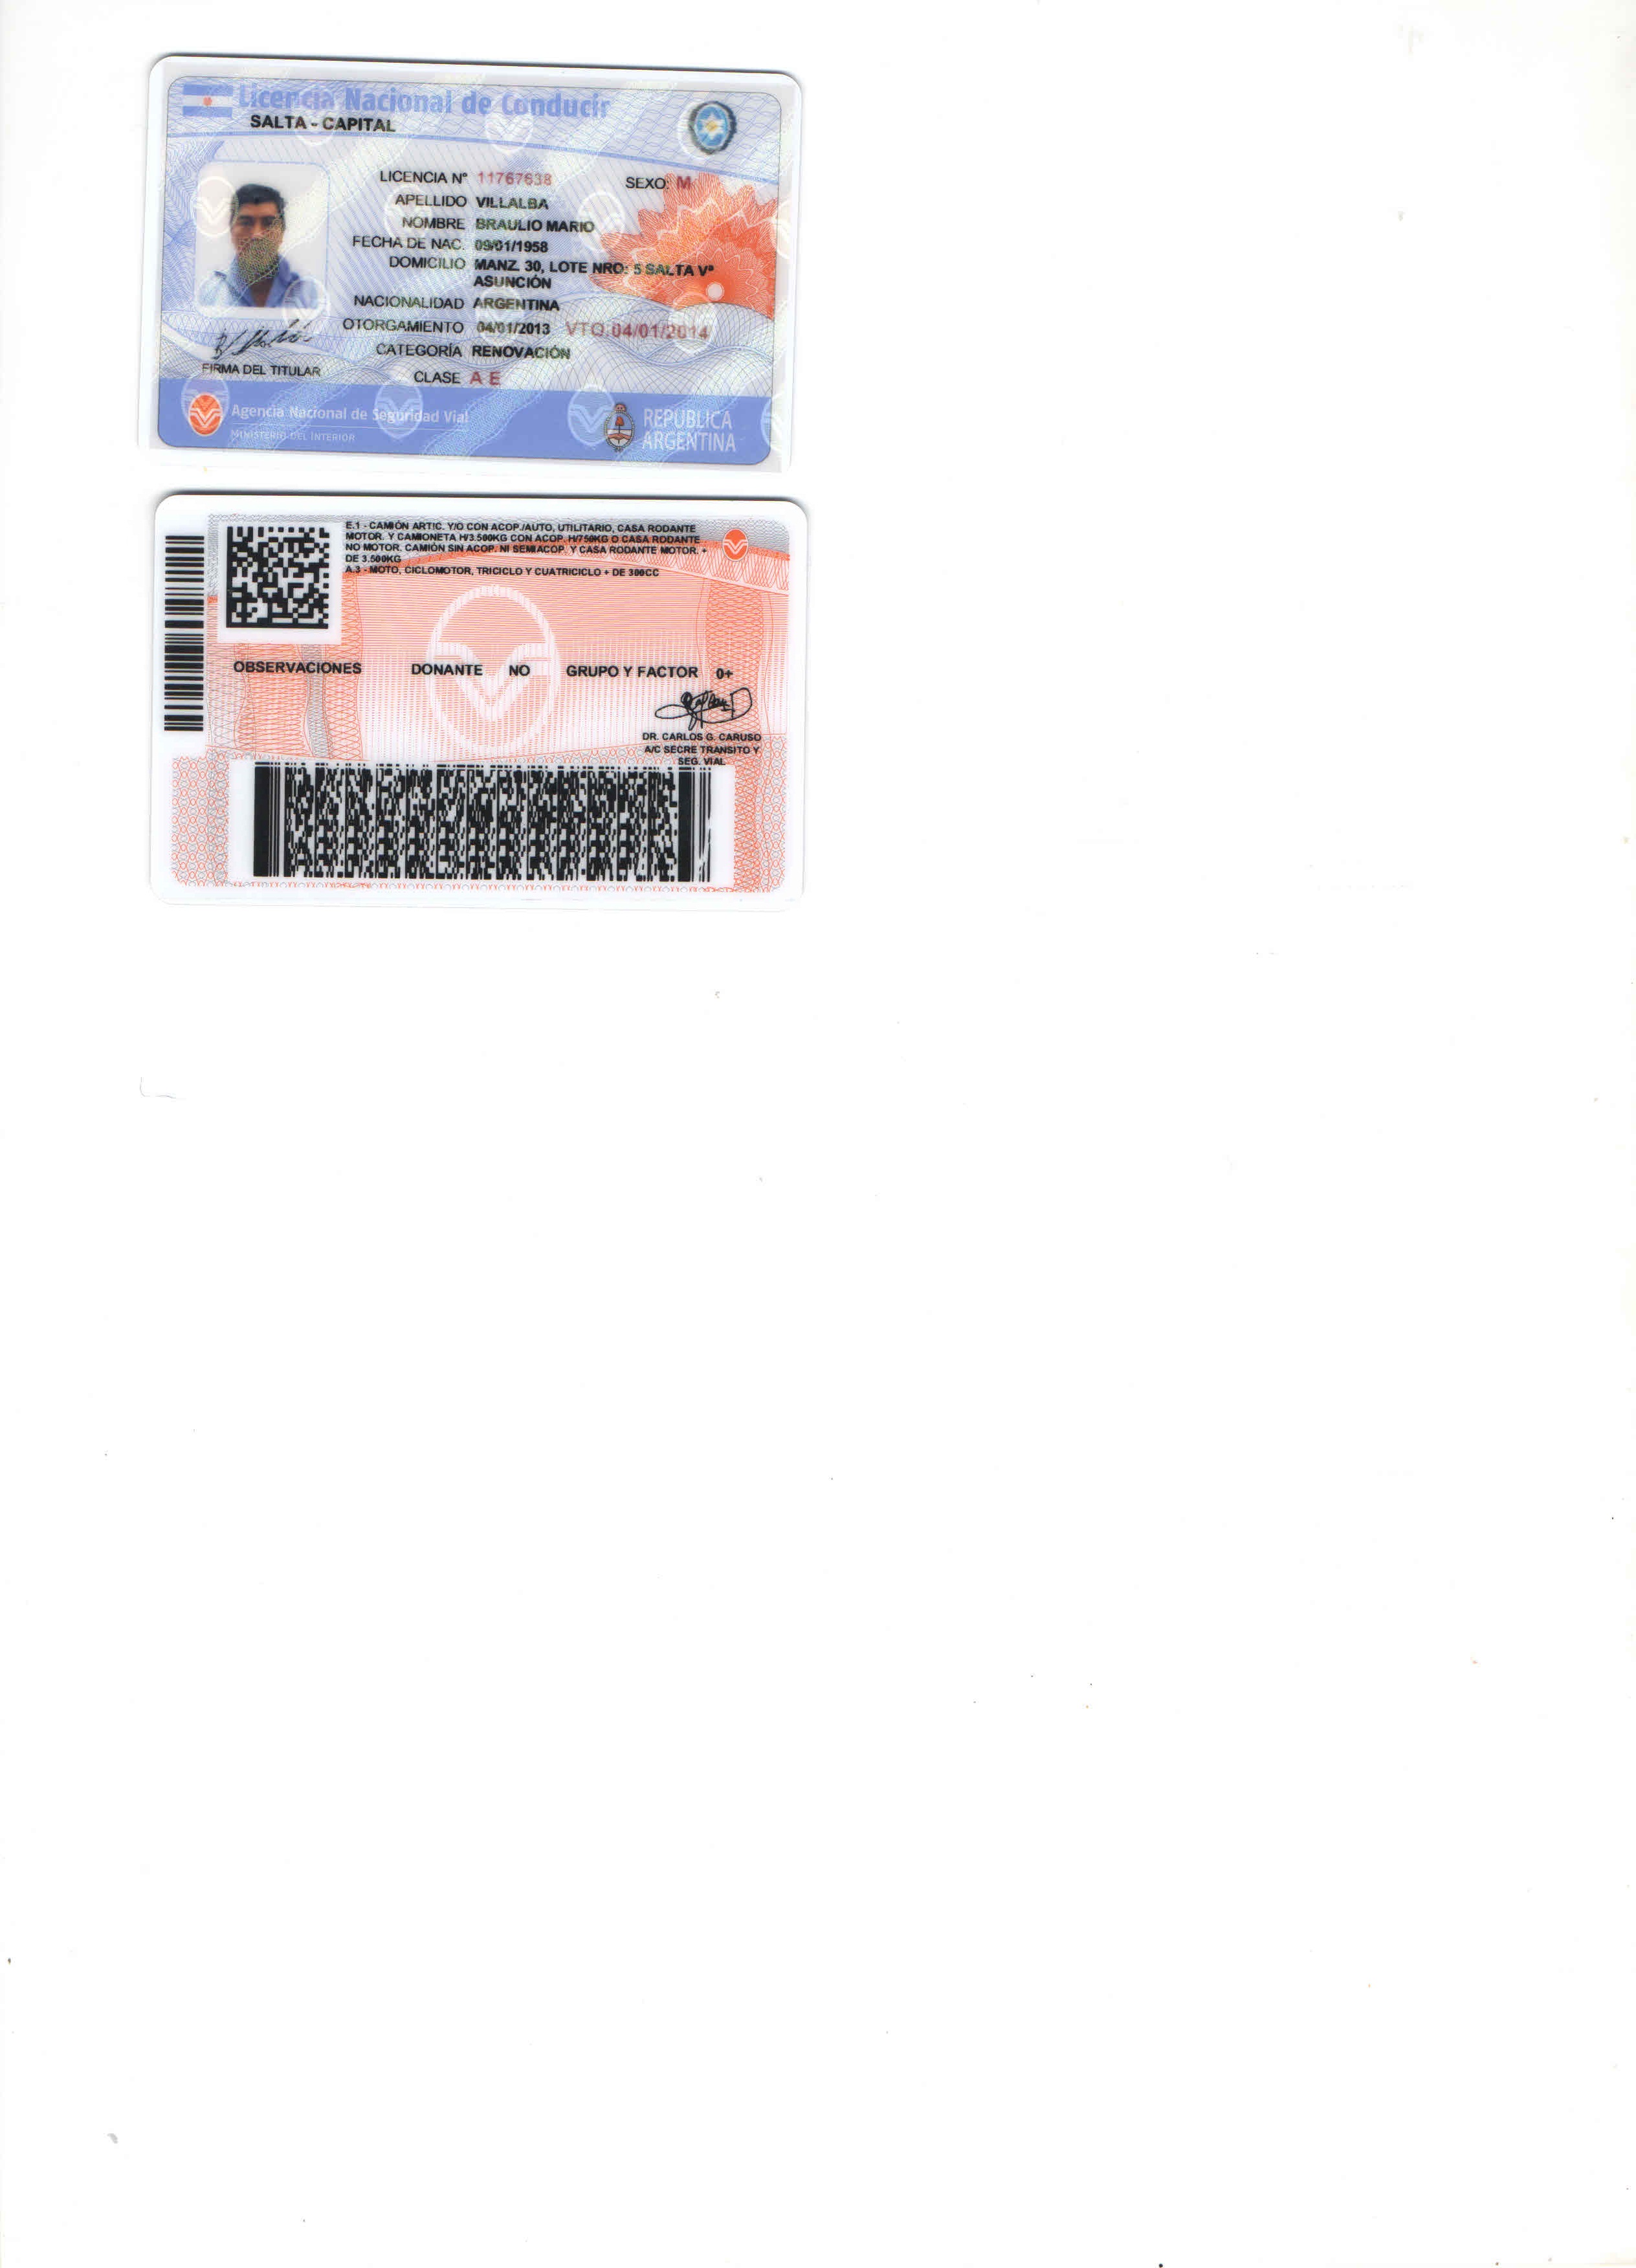 Licencia Nacional de Conducir
SALTA - CAPITAL
LICENCIA Nº 11767638 SEXO: M
APELLIDO VILLALBA
NOMBRE BRAULIO MARIO
FECHA DE NAC. 09/01/1958
DOMICILIO MANZ. 30, LOTE NRO: 5 SALTA Vª
ASUNCIÓN
NACIONALIDAD ARGENTINA
OTORGAMIENTO 04/01/2013 VTO. 04/01/2014
CATEGORÍA RENOVACIÓN
FIRMA DEL TITULAR
CLASE A E
Agencia Nacional de Seguridad Vial
MINISTERIO DEL INTERIOR
REPUBLICA
ARGENTINA
E.1 - CAMIÓN ARTIC. Y/O CON ACOP./AUTO, UTILITARIO, CASA RODANTE
MOTOR. Y CAMIONETA H/3.500KG CON ACOP. H/750KG O CASA RODANTE
NO MOTOR. CAMIÓN SIN ACOP. NI SEMIACOP. Y CASA RODANTE MOTOR. +
DE 3.500KG
A.3 - MOTO, CICLOMOTOR, TRICICLO Y CUATRICICLO + DE 300CC
OBSERVACIONES DONANTE NO GRUPO Y FACTOR 0+
DR. CARLOS G. CARUSO
A/C SECRE TRANSITO Y
SEG. VIAL